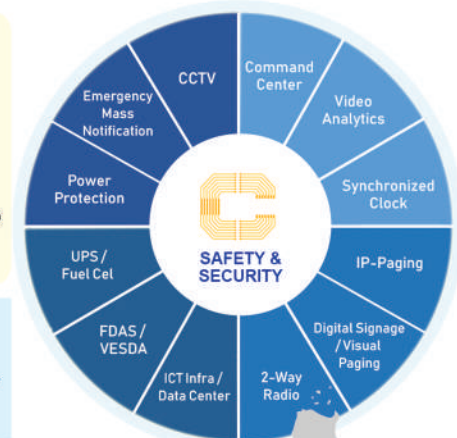 CCTV
Command
Center
Video
Analytics
Synchronized
Clock
IP-Paging
Digital Signage
/Visual
Paging
2-Way
Radio
ICT Infra /
Data Center
FDAS /
VESDA
UPS /
Fuel Cel
Power
Protection
Emergency
Mass
Notification
SAFETY &
SECURITY